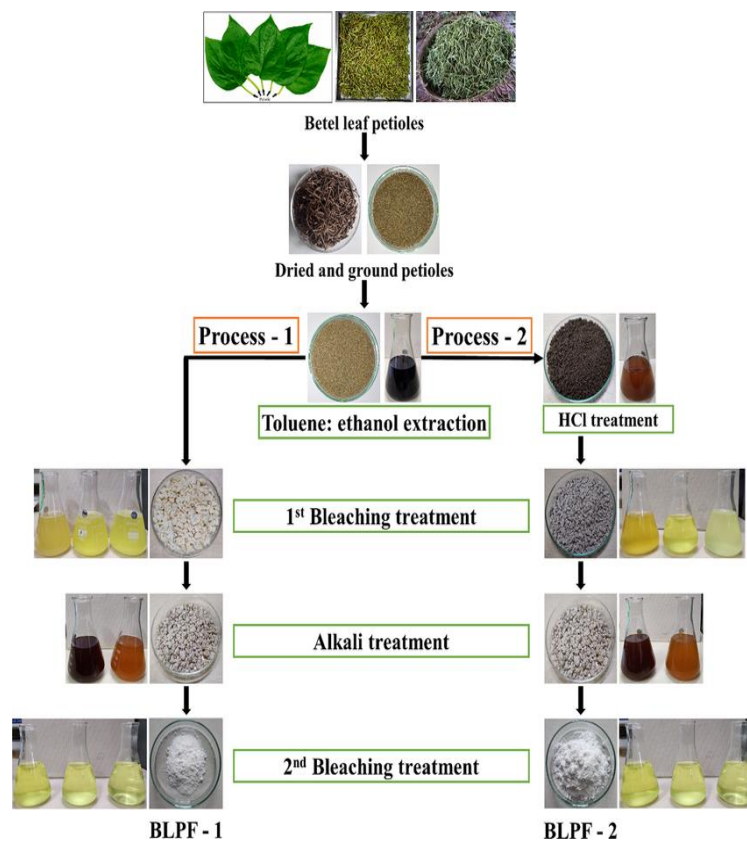 Betel leaf petioles
Dried and ground petioles
Process - 1
Process - 2
Toluene: ethanol extraction
HCl treatment
1st Bleaching treatment
Alkali treatment
2nd Bleaching treatment
BLPF - 1
BLPF - 2